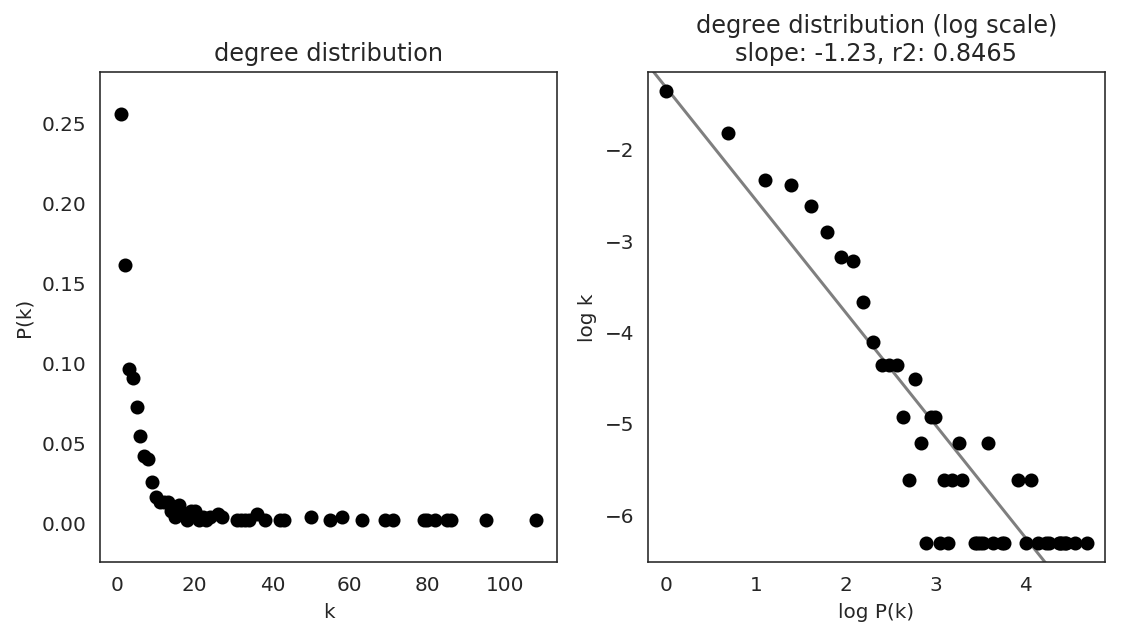 degree distribution
0.25
0.20
0.15
0.10
0.05
0.00
P(k)
0 20 40 60 80 100
k
degree distribution (log scale)
slope: -1.23, r2: 0.8465
−2
−3
−4
−5
−6
log k
0 1 2 3 4
log P(k)